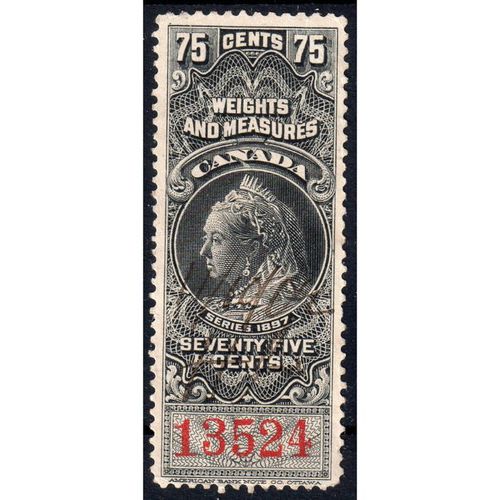 75 CENTS 75
WEIGHTS
AND MEASURES
CANADA
SERIES 1897
SEVENTY FIVE
CENTS
13524
AMERICAN BANK NOTE CO. OTTAWA.